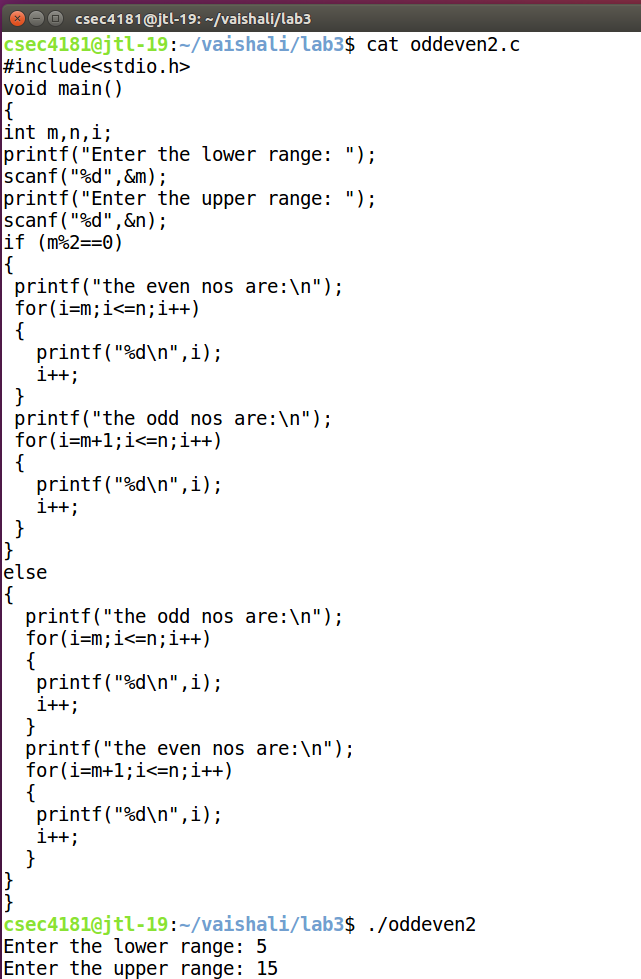 csec4181@jtl-19: ~/vaishali/lab3
csec4181@jtl-19:~/vaishali/lab3$ cat oddeven2.c
#include<stdio.h>
void main()
{
int m,n,i;
printf("Enter the lower range: ");
scanf("%d",&m);
printf("Enter the upper range: ");
scanf("%d",&n);
if (m%2==0)
{
 printf("the even nos are:\n");
 for(i=m;i<=n;i++)
 {
   printf("%d\n",i);
   i++;
 }
 printf("the odd nos are:\n");
 for(i=m+1;i<=n;i++)
 {
   printf("%d\n",i);
   i++;
 }
}
else
{
  printf("the odd nos are:\n");
  for(i=m;i<=n;i++)
  {
   printf("%d\n",i);
   i++;
  }
  printf("the even nos are:\n");
  for(i=m+1;i<=n;i++)
  {
   printf("%d\n",i);
   i++;
  }
}
}
csec4181@jtl-19:~/vaishali/lab3$ ./oddeven2
Enter the lower range: 5
Enter the upper range: 15